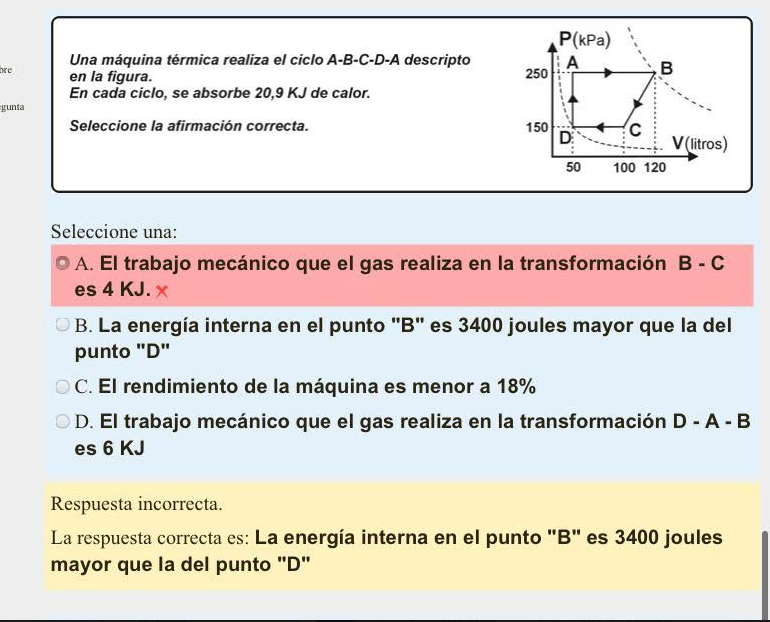 bre
gunta
Una máquina térmica realiza el ciclo A-B-C-D-A descripto
en la figura.
En cada ciclo, se absorbe 20,9 KJ de calor.
Seleccione la afirmación correcta.
P(kPa)
A
B
250
150
C
D
V(litros)
50 100 120
Seleccione una:
A. El trabajo mecánico que el gas realiza en la transformación B - C
es 4 KJ.
B. La energía interna en el punto "B" es 3400 joules mayor que la del
punto "D"
C. El rendimiento de la máquina es menor a 18%
D. El trabajo mecánico que el gas realiza en la transformación D - A - B
es 6 KJ
Respuesta incorrecta.
La respuesta correcta es: La energía interna en el punto "B" es 3400 joules
mayor que la del punto "D"